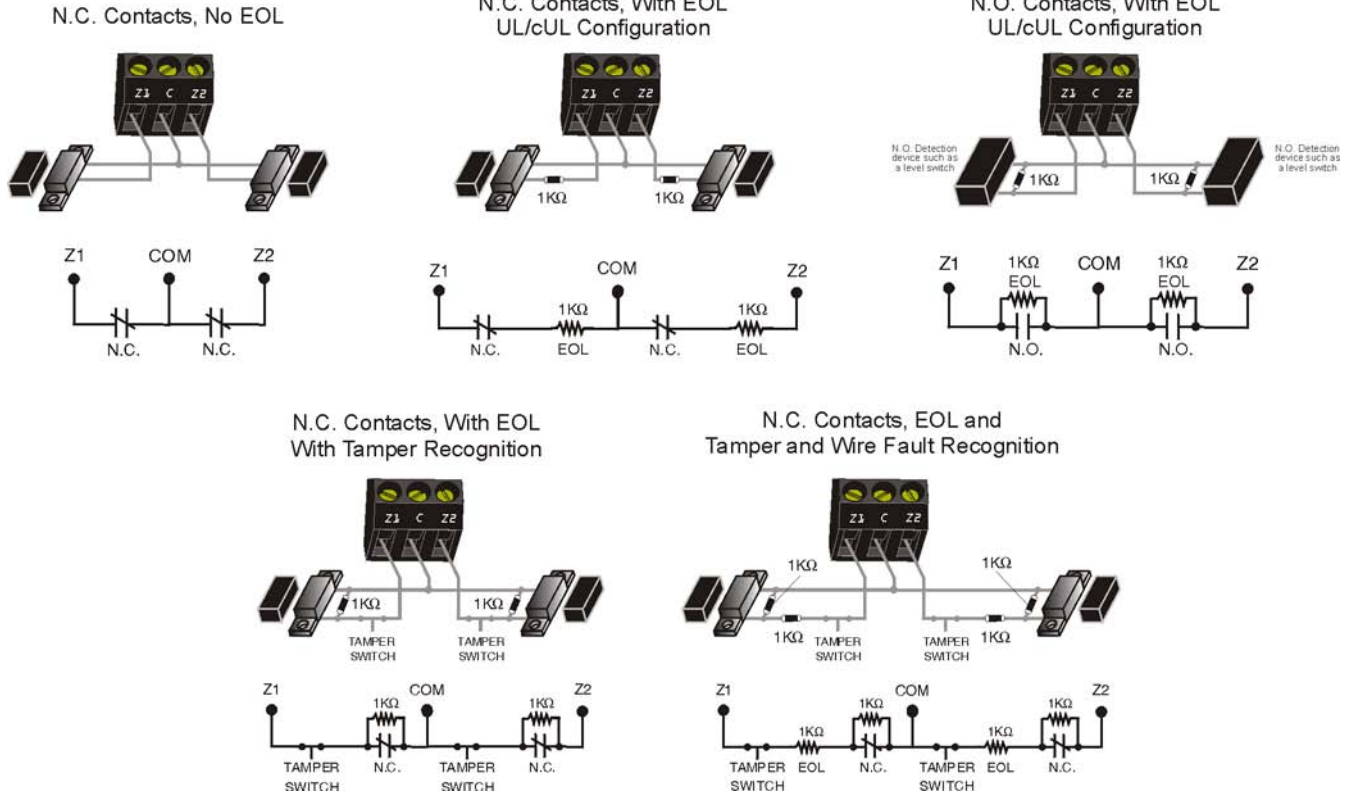 N.C. Contacts, No EOL
Z1 C Z2
Z1 COM Z2
N.C. N.C.
N.C. Contacts, With EOL
UL/cUL Configuration
Z1 C Z2
1KΩ 1KΩ
Z1 COM Z2
1KΩ 1KΩ
N.C. EOL N.C. EOL
N.O. Contacts, With EOL
UL/cUL Configuration
Z1 C Z2
N.O. Detection
device such as
a level switch
1KΩ 1KΩ
N.O. Detection
device such as
a level switch
Z1 1KΩ COM 1KΩ Z2
EOL EOL
N.O. N.O.
N.C. Contacts, With EOL
With Tamper Recognition
Z1 C Z2
1KΩ 1KΩ
TAMPER TAMPER
SWITCH SWITCH
Z1 COM Z2
1KΩ 1KΩ
TAMPER N.C. TAMPER N.C.
SWITCH SWITCH
N.C. Contacts, EOL and
Tamper and Wire Fault Recognition
Z1 C Z2
1KΩ 1KΩ
1KΩ TAMPER TAMPER 1KΩ
SWITCH SWITCH
Z1 COM Z2
1KΩ 1KΩ
1KΩ 1KΩ
TAMPER EOL N.C. TAMPER EOL N.C.
SWITCH SWITCH